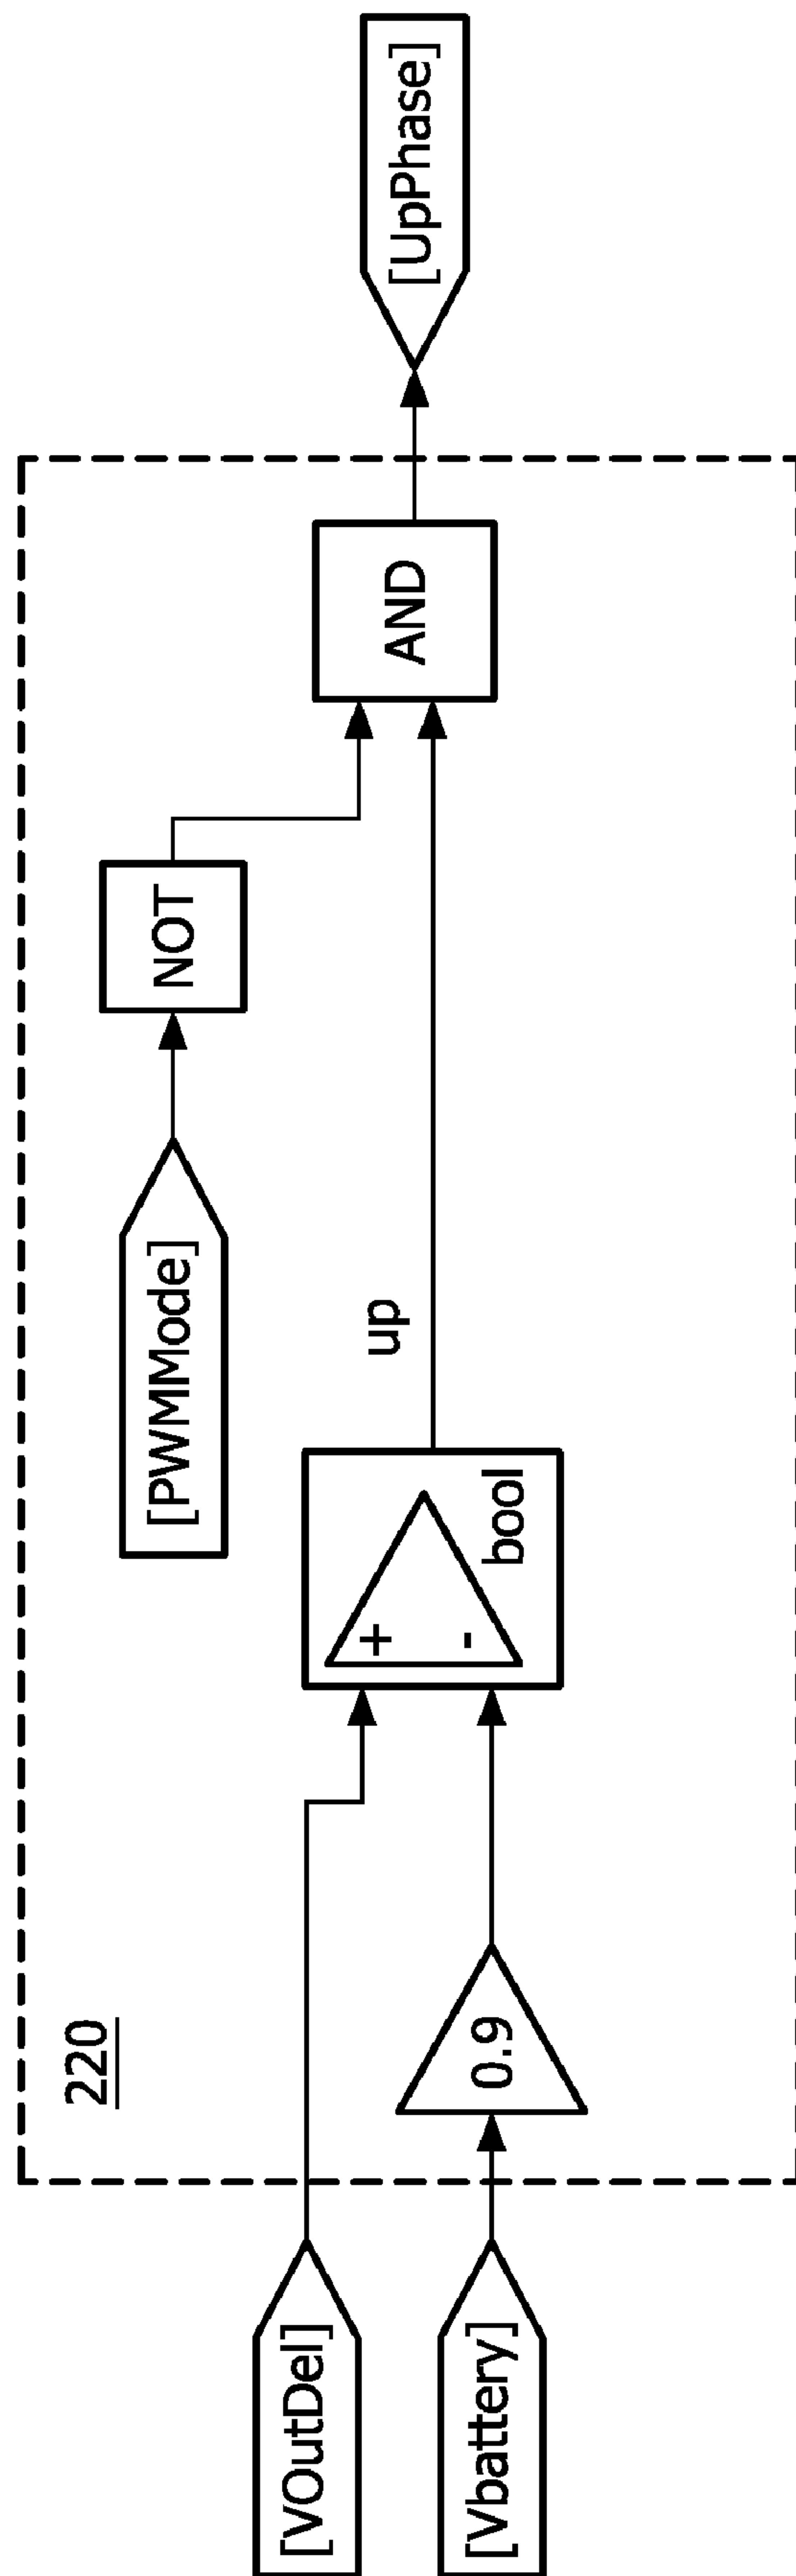 220
[PWMMode]
NOT
[VOutDel]
+
-
bool
up
AND
[UpPhase]
[Vbattery]
0.9